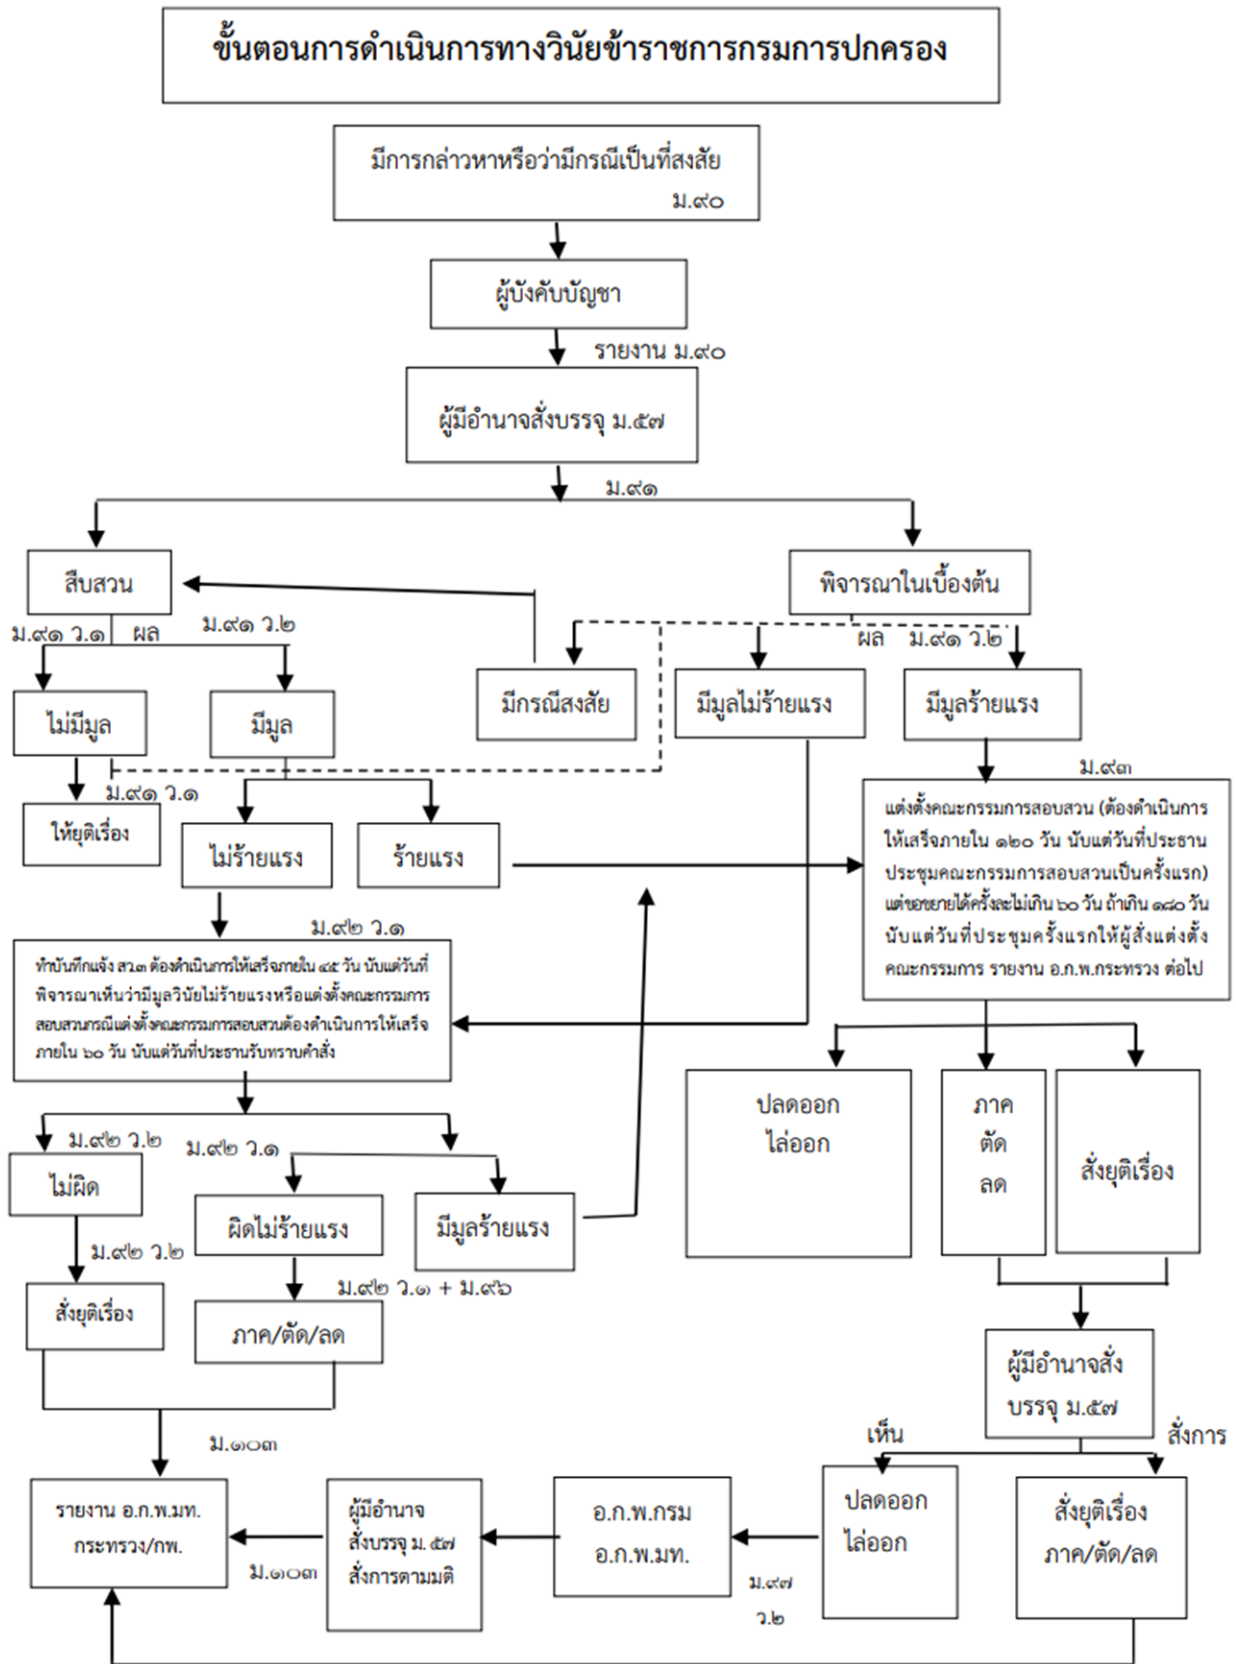 ขั้นตอนการดำเนินการทางวินัยข้าราชการกรมการปกครอง
มีการกล่าวหาหรือว่ามีกรณีเป็นที่สงสัย
ม.๙๐
ผู้บังคับบัญชา
รายงาน ม.๙๐
ผู้มีอำนาจสั่งบรรจุ ม.๕๗
ม.๙๑
สืบสวน
พิจารณาในเบื้องต้น
ม.๙๑ ว.๑
ผล
ม.๙๑ ว.๒
ผล
ม.๙๑ ว.๒
ไม่มีมูล
มีมูล
มีกรณีสงสัย
มีมูลไม่ร้ายแรง
มีมูลร้ายแรง
ม.๙๑ ว.๑
ม.๙๓
ให้ยุติเรื่อง
ไม่ร้ายแรง
ร้ายแรง
แต่งตั้งคณะกรรมการสอบสวน (ต้องดำเนินการ
ให้เสร็จภายใน ๑๒๐ วัน นับแต่วันที่ประธาน
ประชุมคณะกรรมการสอบสวนเป็นครั้งแรก)
แต่ขอขยายได้ครั้งละไม่เกิน ๖๐ วัน ถ้าเกิน ๑๘๐ วัน
นับแต่วันที่ประชุมครั้งแรกให้ผู้สั่งแต่งตั้ง
คณะกรรมการ รายงาน อ.ก.พ.กระทรวง ต่อไป
ม.๙๒ ว.๑
ทำบันทึกแจ้ง สว.๓ ต้องดำเนินการให้เสร็จภายใน ๔๕ วัน นับแต่วันที่
พิจารณาเห็นว่ามีมูลวินัยไม่ร้ายแรงหรือแต่งตั้งคณะกรรมการ
สอบสวนกรณีแต่งตั้งคณะกรรมการสอบสวนต้องดำเนินการให้เสร็จ
ภายใน ๖๐ วัน นับแต่วันที่ประธานรับทราบคำสั่ง
ปลดออก
ไล่ออก
ภาค
ตัด
ลด
สั่งยุติเรื่อง
ม.๙๒ ว.๒
ม.๙๒ ว.๑
ไม่ผิด
ผิดไม่ร้ายแรง
มีมูลร้ายแรง
ม.๙๒ ว.๒
ม.๙๒ ว.๑ + ม.๙๖
สั่งยุติเรื่อง
ภาค/ตัด/ลด
ผู้มีอำนาจสั่ง
บรรจุ ม.๕๗
ม.๑๐๓
เห็น
สั่งการ
รายงาน อ.ก.พ.มท.
กระทรวง/กพ.
ม.๑๐๓
ผู้มีอำนาจ
สั่งบรรจุ ม. ๕๗
สั่งการตามมติ
อ.ก.พ.กรม
อ.ก.พ.มท.
ม.๙๗
ว.๒
ปลดออก
ไล่ออก
สั่งยุติเรื่อง
ภาค/ตัด/ลด